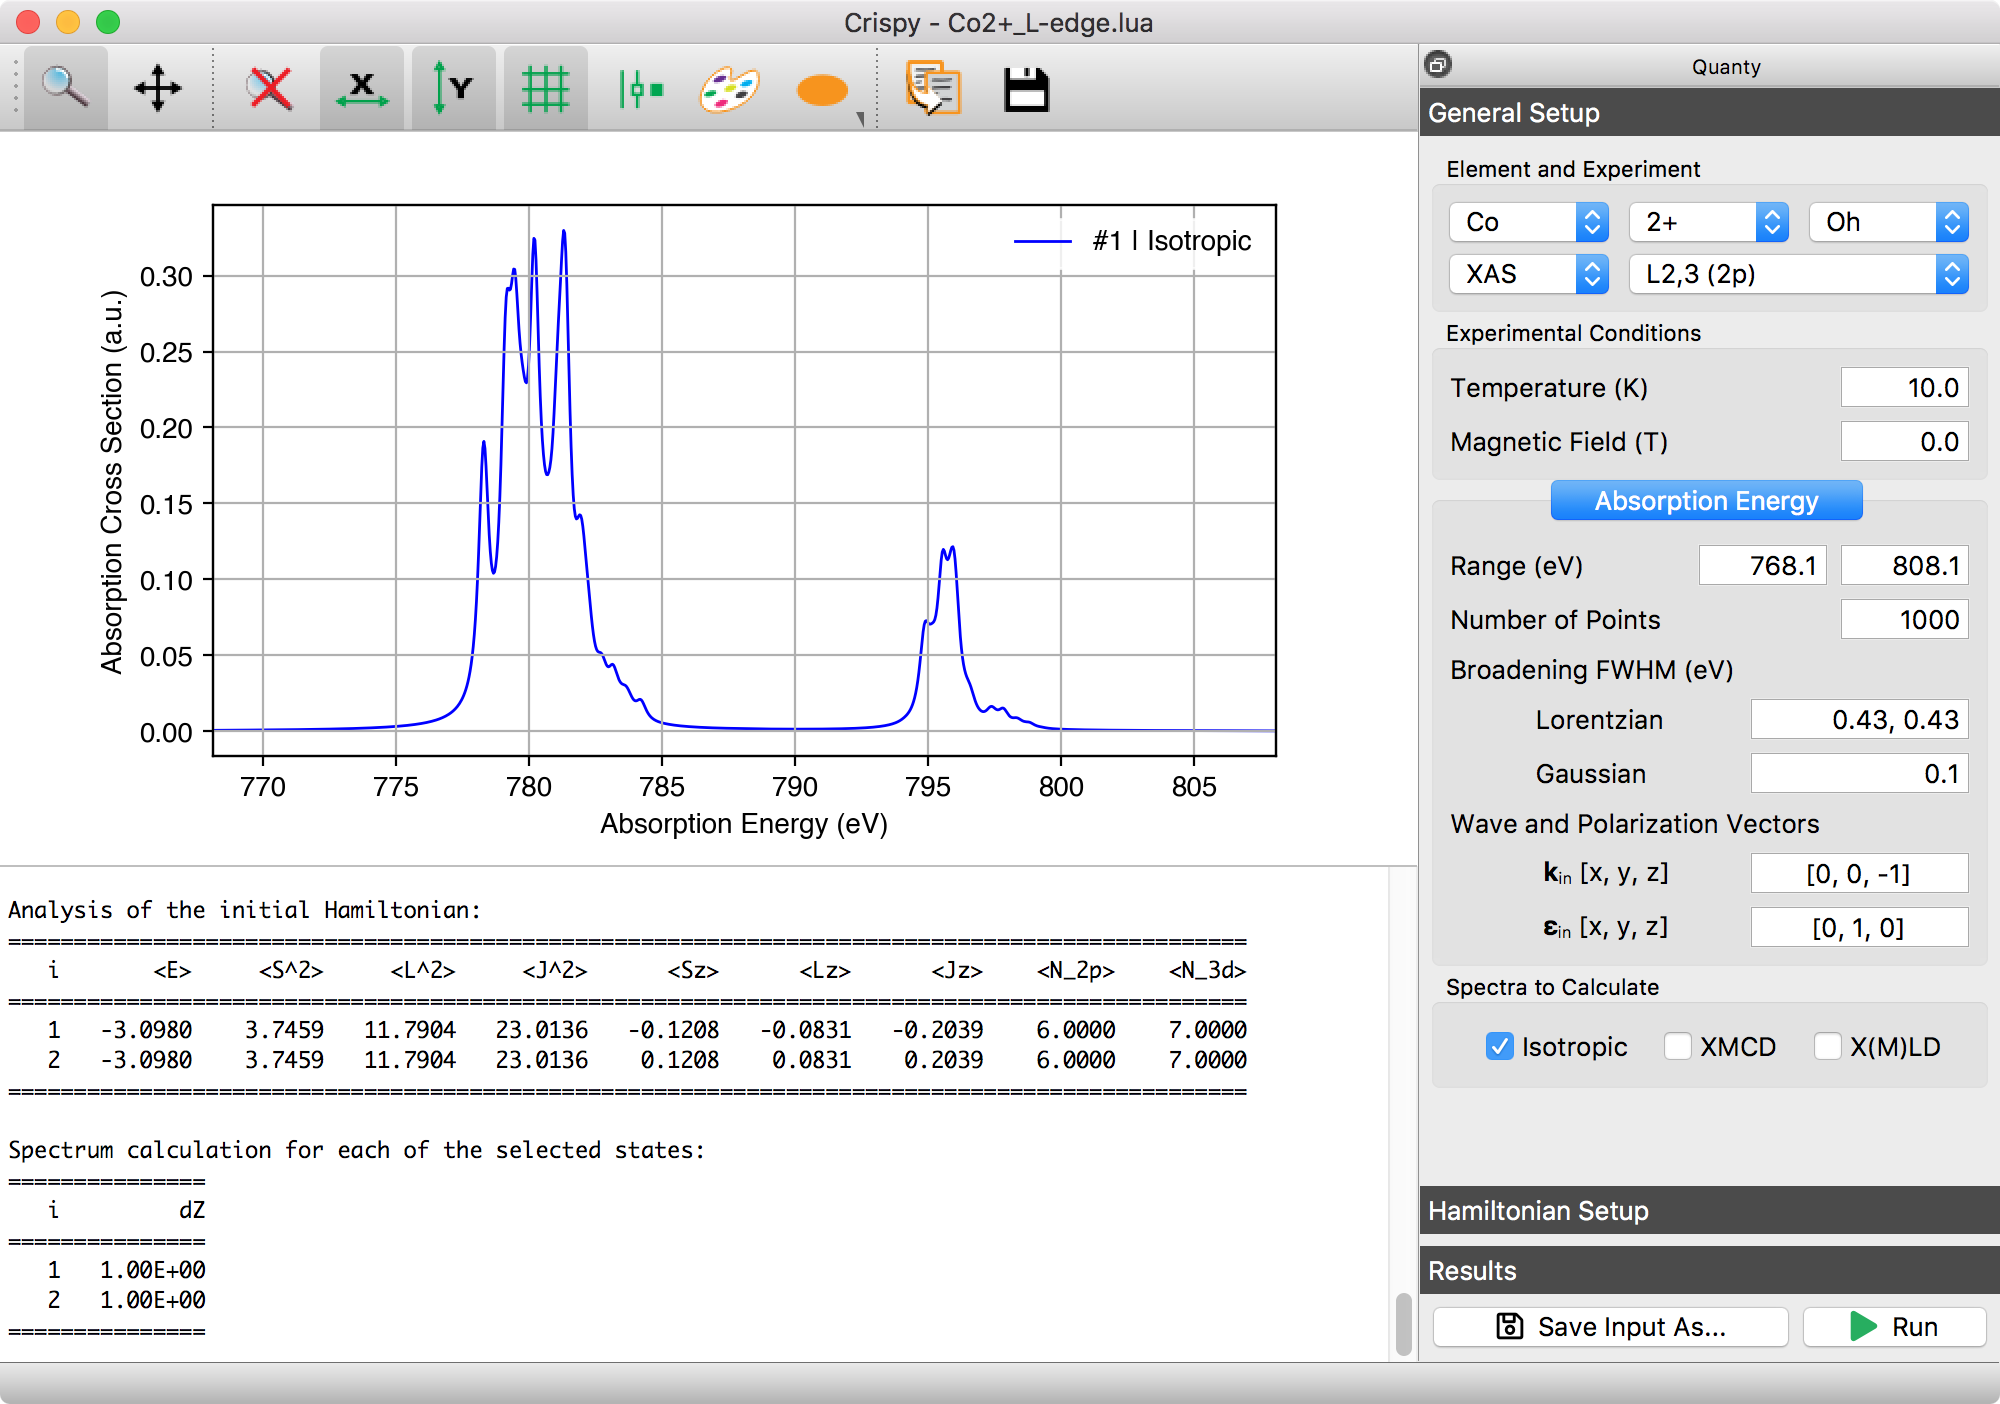 Crispy - Co2+_L-edge.lua
X
Y
#1 | Isotropic
0.30
0.25
0.20
0.15
0.10
0.05
0.00
Absorption Cross Section (a.u.)
770 775 780 785 790 795 800 805
Absorption Energy (eV)
Analysis of the initial Hamiltonian:
===============================================================================================
i <E> <S^2> <L^2> <J^2> <Sz> <Lz> <Jz> <N_2p> <N_3d>
===============================================================================================
1 -3.0980 3.7459 11.7904 23.0136 -0.1208 -0.0831 -0.2039 6.0000 7.0000
2 -3.0980 3.7459 11.7904 23.0136 0.1208 0.0831 0.2039 6.0000 7.0000
===============================================================================================
Spectrum calculation for each of the selected states:
===============
i dZ
===============
1 1.00E+00
2 1.00E+00
===============
Quanty
General Setup
Element and Experiment
Co 2+ Oh
XAS L2,3 (2p)
Experimental Conditions
Temperature (K) 10.0
Magnetic Field (T) 0.0
Absorption Energy
Range (eV) 768.1 808.1
Number of Points 1000
Broadening FWHM (eV)
Lorentzian 0.43, 0.43
Gaussian 0.1
Wave and Polarization Vectors
kin [x, y, z] [0, 0, -1]
εin [x, y, z] [0, 1, 0]
Spectra to Calculate
Isotropic XMCD X(M)LD
Hamiltonian Setup
Results
Save Input As... Run